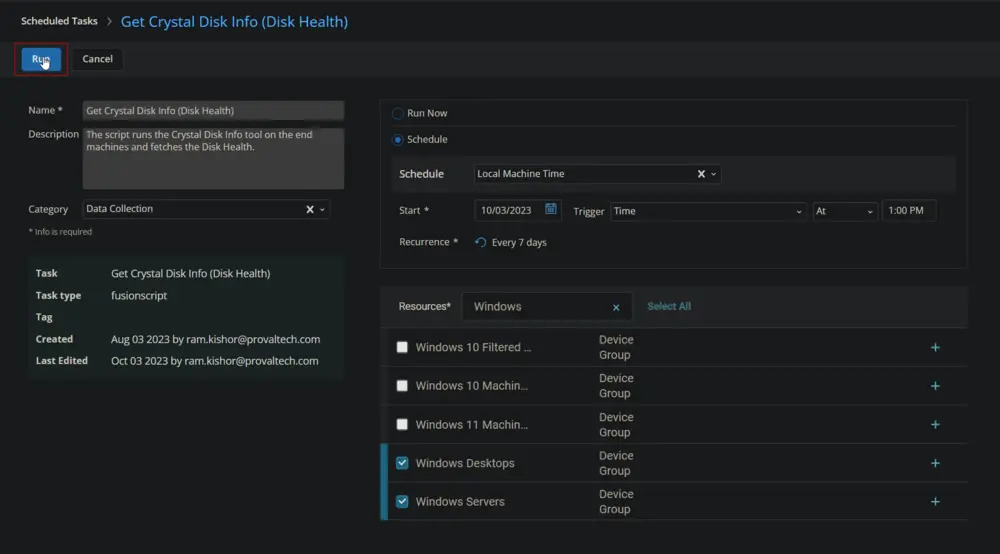 Scheduled Tasks > Get Crystal Disk Info (Disk Health)
Run Cancel
Name * Get Crystal Disk Info (Disk Health)
Description The script runs the Crystal Disk Info tool on the end
machines and fetches the Disk Health.
Category Data Collection
* Info is required
Task Get Crystal Disk Info (Disk Health)
Task type fusionscript
Tag
Created Aug 03 2023 by ram.kishor@provaltech.com
Last Edited Oct 03 2023 by ram.kishor@provaltech.com
Run Now
Schedule
Schedule Local Machine Time
Start * 10/03/2023 Trigger Time At 1:00 PM
Recurrence * Every 7 days
Resources* Windows Select All
Windows 10 Filtered ... Device
Group
Windows 10 Machin... Device
Group
Windows 11 Machin... Device
Group
Windows Desktops Device
Group
Windows Servers Device
Group